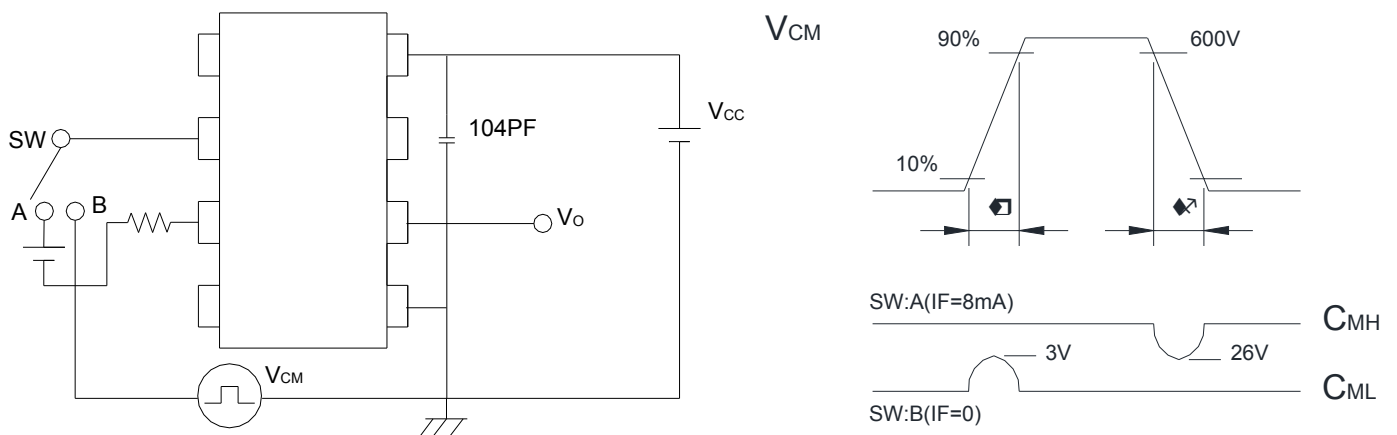 SW
A
B
104PF
VCC
VO
VCM
VCM
90%
600V
10%
SW:A(IF=8mA)
CMH
3V
26V
CML
SW:B(IF=0)